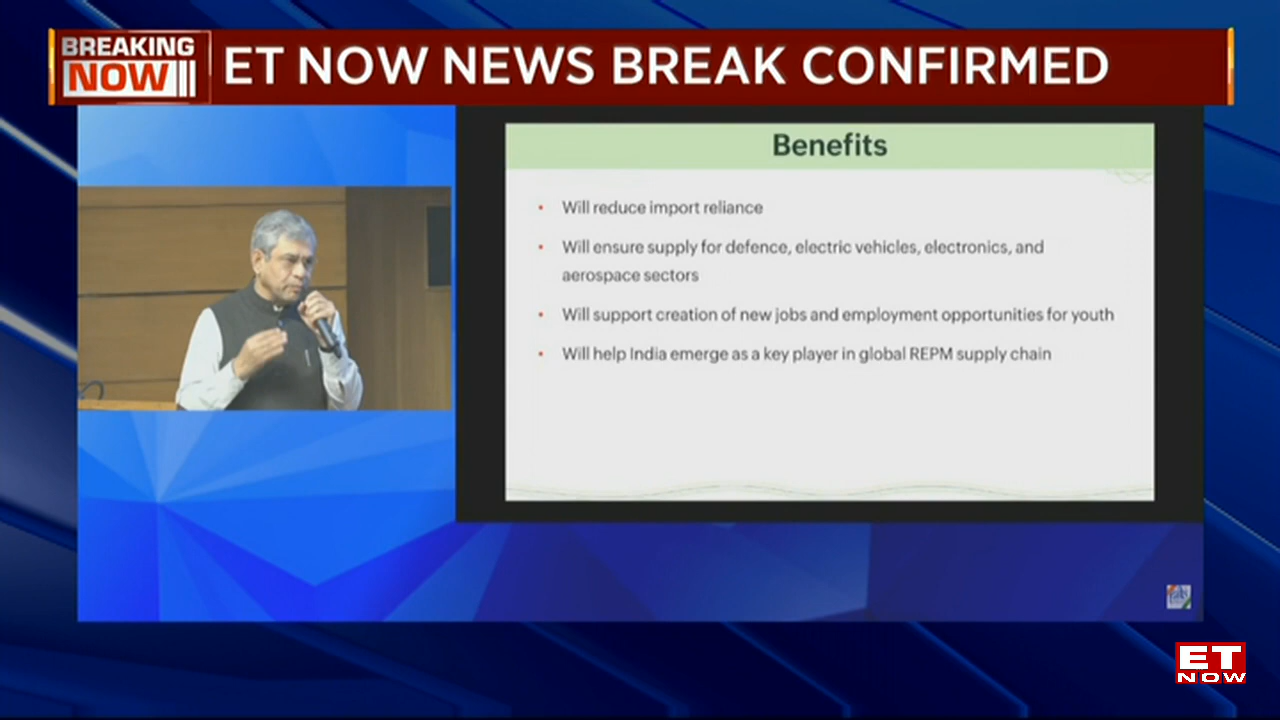 BREAKING
NOW
ET NOW NEWS BREAK CONFIRMED
Benefits
• Will reduce import reliance
• Will ensure supply for defence, electric vehicles, electronics, and
aerospace sectors
• Will support creation of new jobs and employment opportunities for youth
• Will help India emerge as a key player in global REPM supply chain
ET
NOW